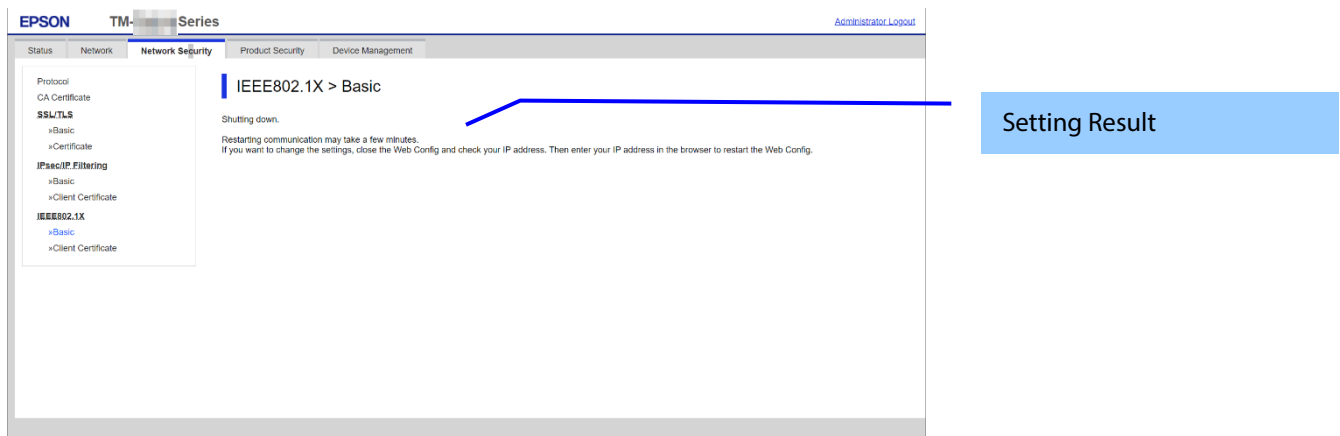 EPSON TM- Series
Administrator Logout
Status Network Network Security Product Security Device Management
Protocol
CA Certificate
SSL/TLS
»Basic
»Certificate
IPsec/IP Filtering
»Basic
»Client Certificate
IEEE802.1X
»Basic
»Client Certificate
IEEE802.1X > Basic
Shutting down.
Restarting communication may take a few minutes.
If you want to change the settings, close the Web Config and check your IP address. Then enter your IP address in the browser to restart the Web Config.
Setting Result